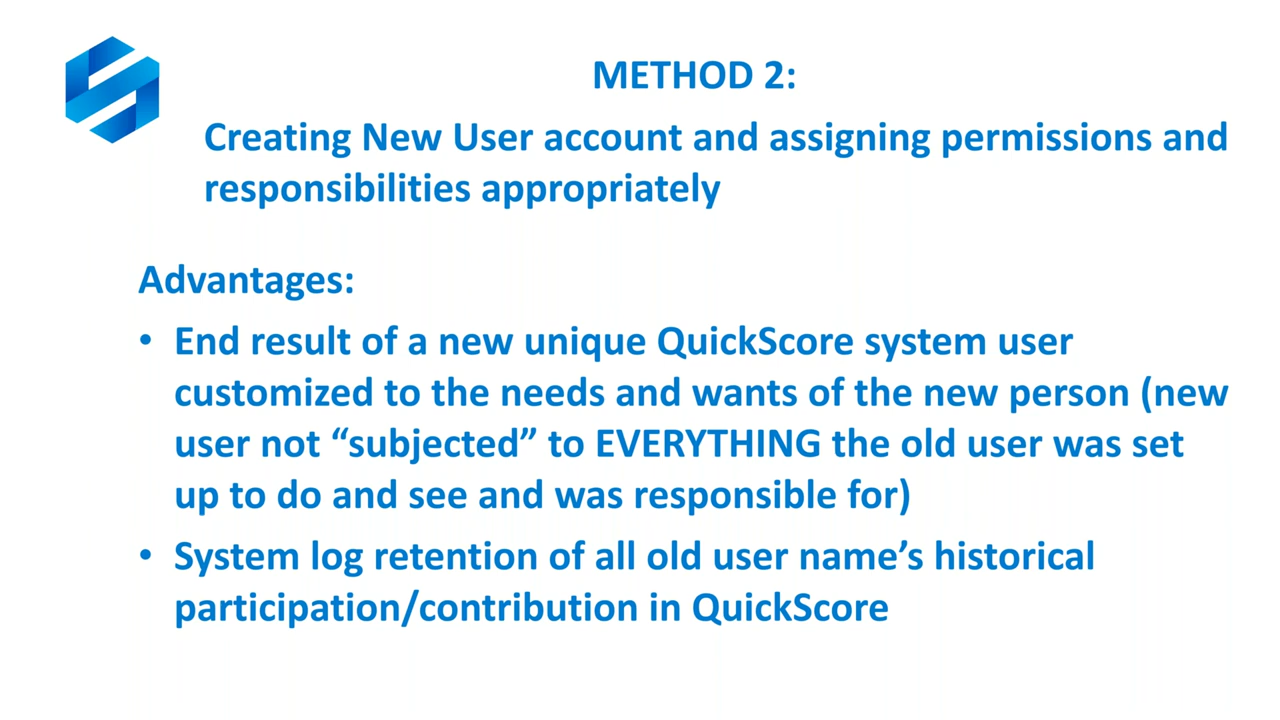 METHOD 2:
Creating New User account and assigning permissions and
responsibilities appropriately
Advantages:
• End result of a new unique QuickScore system user
customized to the needs and wants of the new person (new
user not “subjected” to EVERYTHING the old user was set
up to do and see and was responsible for)
• System log retention of all old user name’s historical
participation/contribution in QuickScore